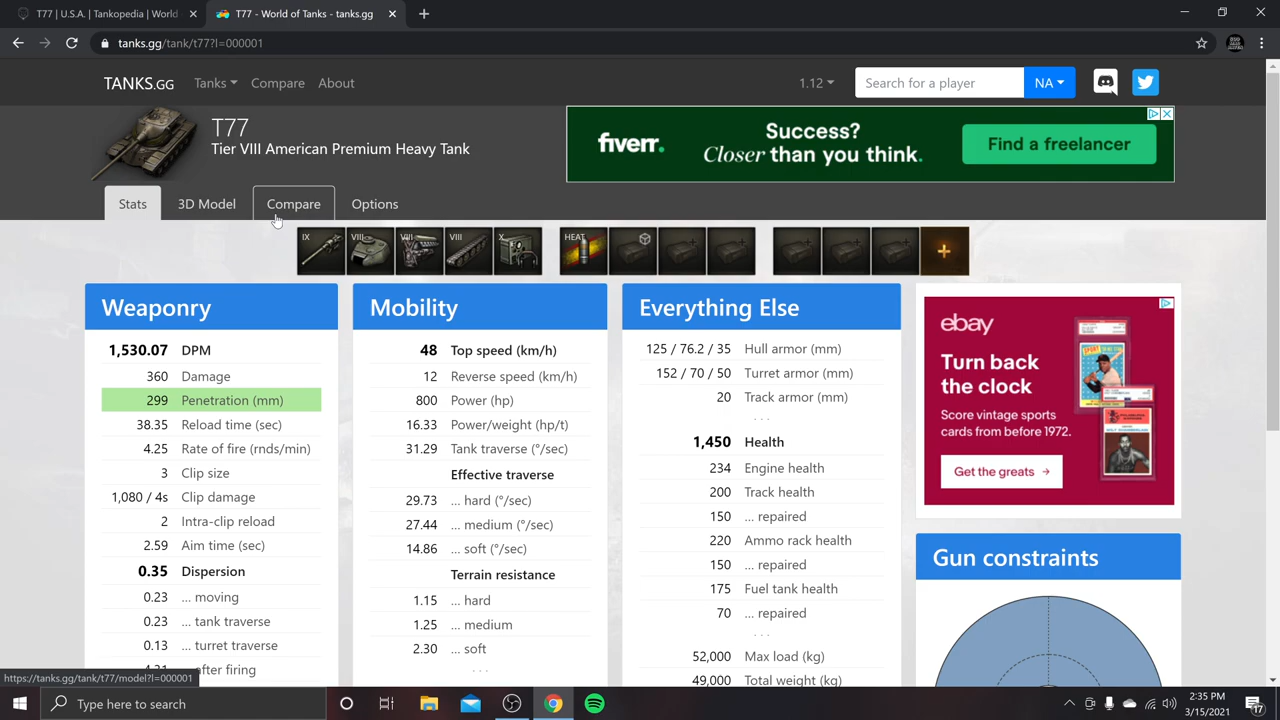 T77 | U.S.A. | Tankopedia | World of
T77 - World of Tanks - tanks.gg
tanks.gg/tank/t77?l=000001
TANKS.GG Tanks Compare About 1.12 Search for a player NA
T77
Tier VIII American Premium Heavy Tank
fiverr. Success? Closer than you think. Find a freelancer
Stats 3D Model Compare Options
IX VIII VIII VIII X HEAT
Weaponry
1,530.07 DPM
360 Damage
299 Penetration (mm)
38.35 Reload time (sec)
4.25 Rate of fire (rnds/min)
3 Clip size
1,080 / 4s Clip damage
2 Intra-clip reload
2.59 Aim time (sec)
0.35 Dispersion
0.23 ... moving
0.23 ... tank traverse
0.13 ... turret traverse
after firing
Mobility
48 Top speed (km/h)
12 Reverse speed (km/h)
800 Power (hp)
16.33 Power/weight (hp/t)
31.29 Tank traverse (°/sec)
Effective traverse
29.73 ... hard (°/sec)
27.44 ... medium (°/sec)
14.86 ... soft (°/sec)
Terrain resistance
1.15 ... hard
1.25 ... medium
2.30 ... soft
...
Everything Else
125 / 76.2 / 35 Hull armor (mm)
152 / 70 / 50 Turret armor (mm)
20 Track armor (mm)
...
1,450 Health
234 Engine health
200 Track health
150 ... repaired
220 Ammo rack health
150 ... repaired
175 Fuel tank health
70 ... repaired
...
52,000 Max load (kg)
49,000 Total weight (kg)
ebay
Turn back
the clock
Score vintage sports
cards from before 1972.
Get the greats →
Gun constraints
https://tanks.gg/tank/t77/model?l=000001
Type here to search
2:35 PM
3/15/2021
17